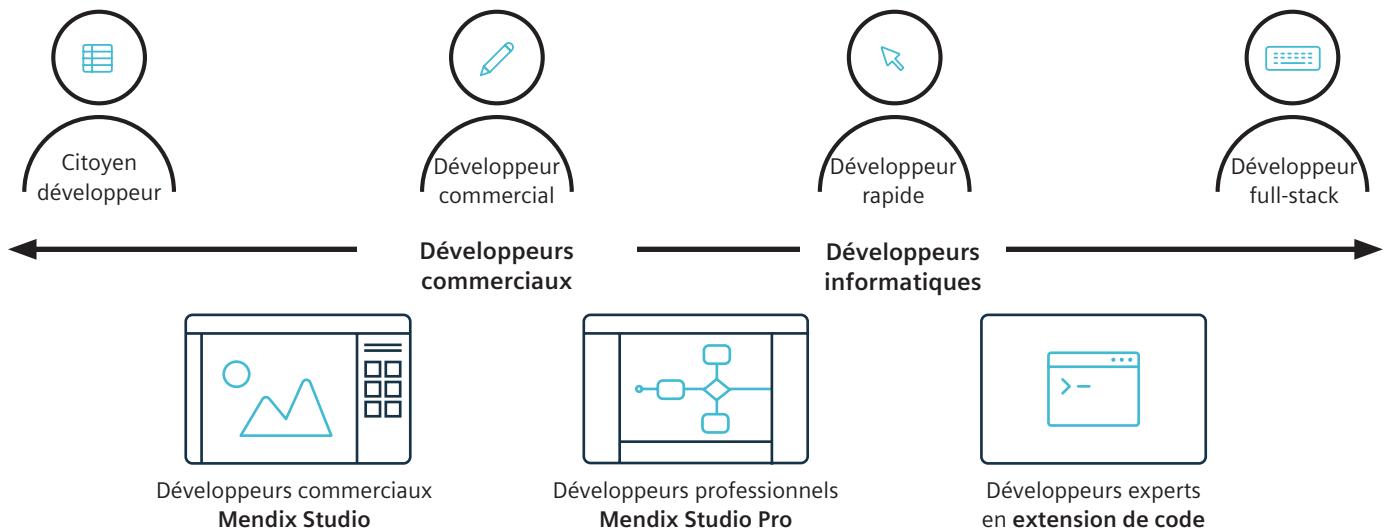 Citoyen
développeur
Développeur
commercial
Développeur
rapide
Développeur
full-stack
Développeurs
commerciaux
Développeurs
informatiques
Développeurs commerciaux
Mendix Studio
Développeurs professionnels
Mendix Studio Pro
Développeurs experts
en extension de code